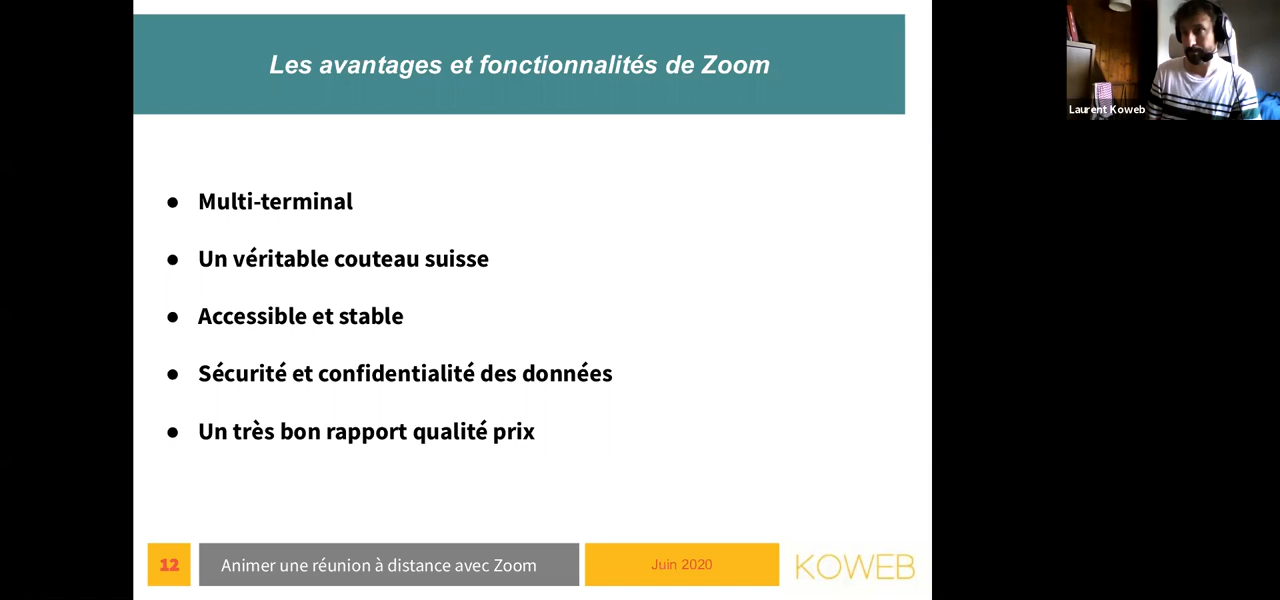 Les avantages et fonctionnalités de Zoom
Laurent Koweb
● Multi-terminal
● Un véritable couteau suisse
● Accessible et stable
● Sécurité et confidentialité des données
● Un très bon rapport qualité prix
12
Animer une réunion à distance avec Zoom
Juin 2020
KOWEB